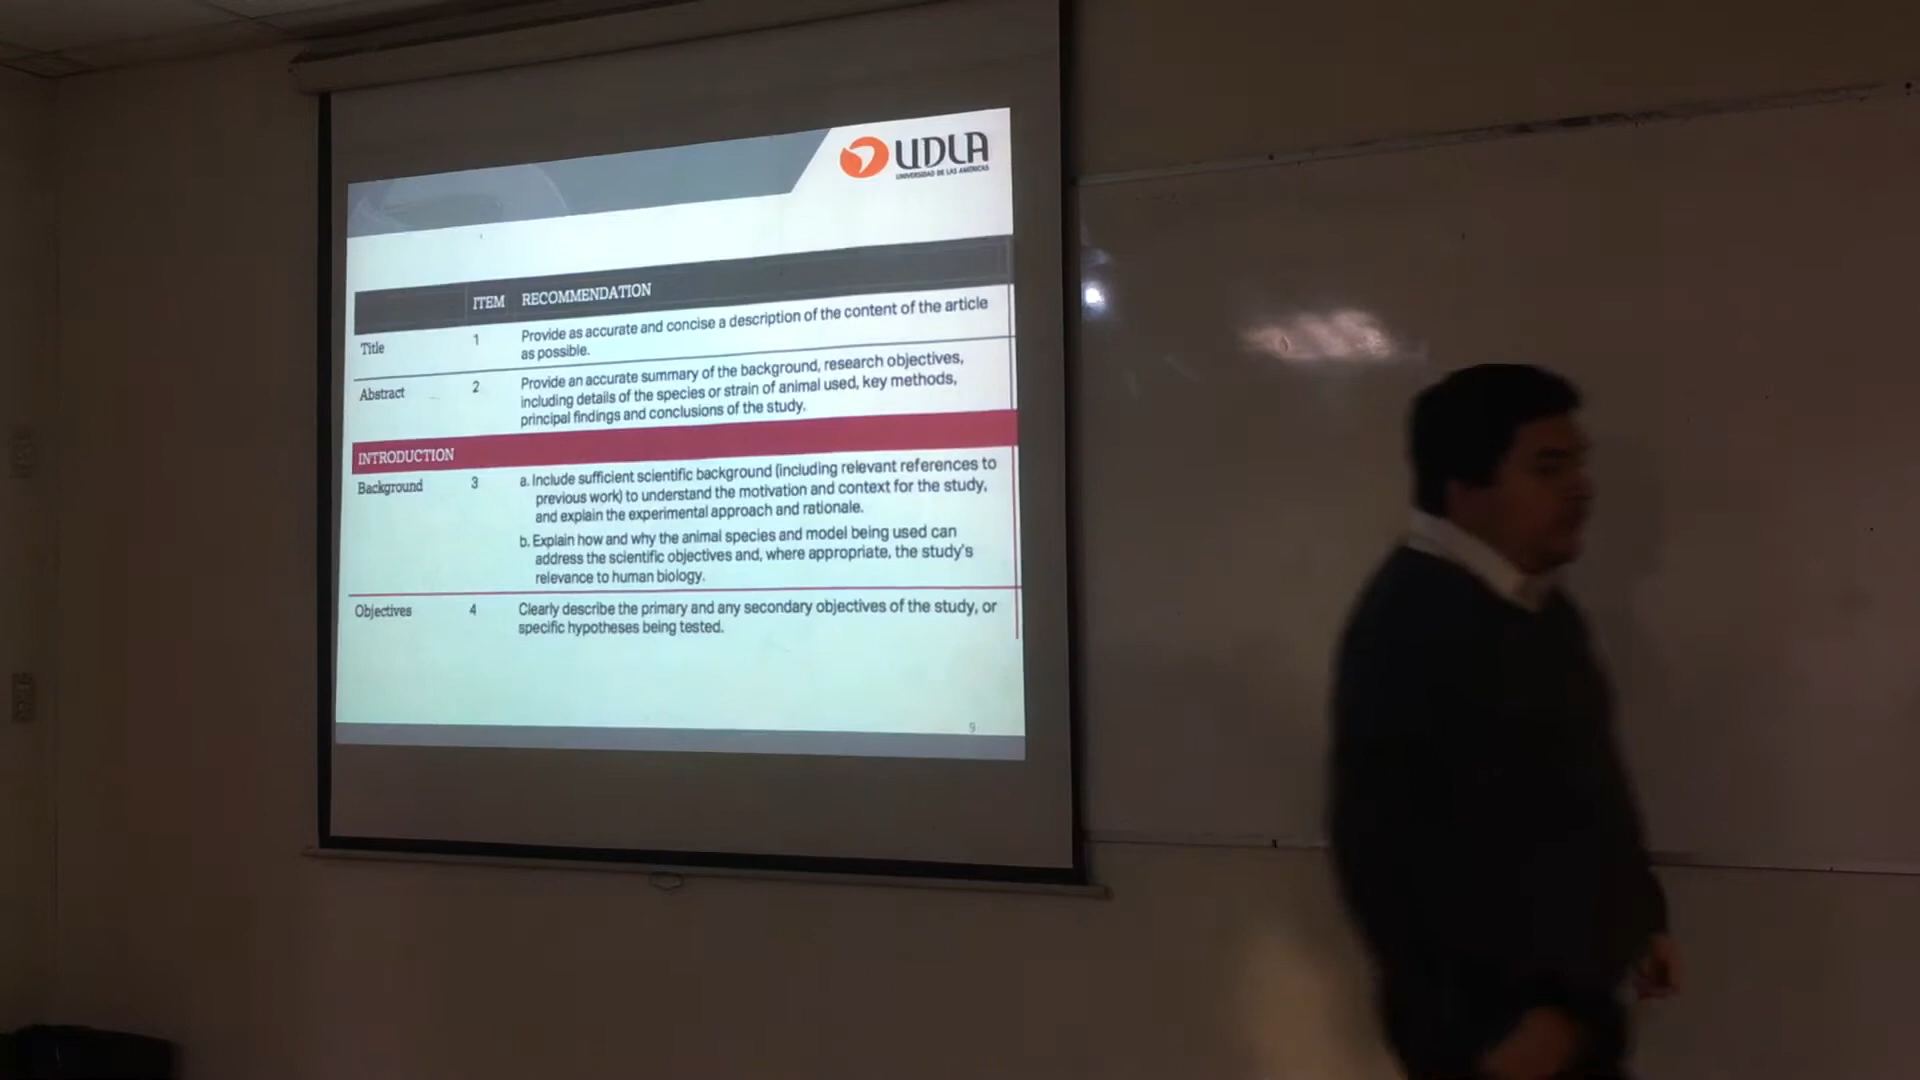 UDLA
UNIVERSIDAD DE LAS AMÉRICAS
ITEM RECOMMENDATION
Title 1 Provide as accurate and concise a description of the content of the article
as possible.
Abstract 2 Provide an accurate summary of the background, research objectives,
including details of the species or strain of animal used, key methods,
principal findings and conclusions of the study.
INTRODUCTION
Background 3 a. Include sufficient scientific background (including relevant references to
previous work) to understand the motivation and context for the study,
and explain the experimental approach and rationale.
b. Explain how and why the animal species and model being used can
address the scientific objectives and, where appropriate, the study's
relevance to human biology.
Objectives 4 Clearly describe the primary and any secondary objectives of the study, or
specific hypotheses being tested.
9